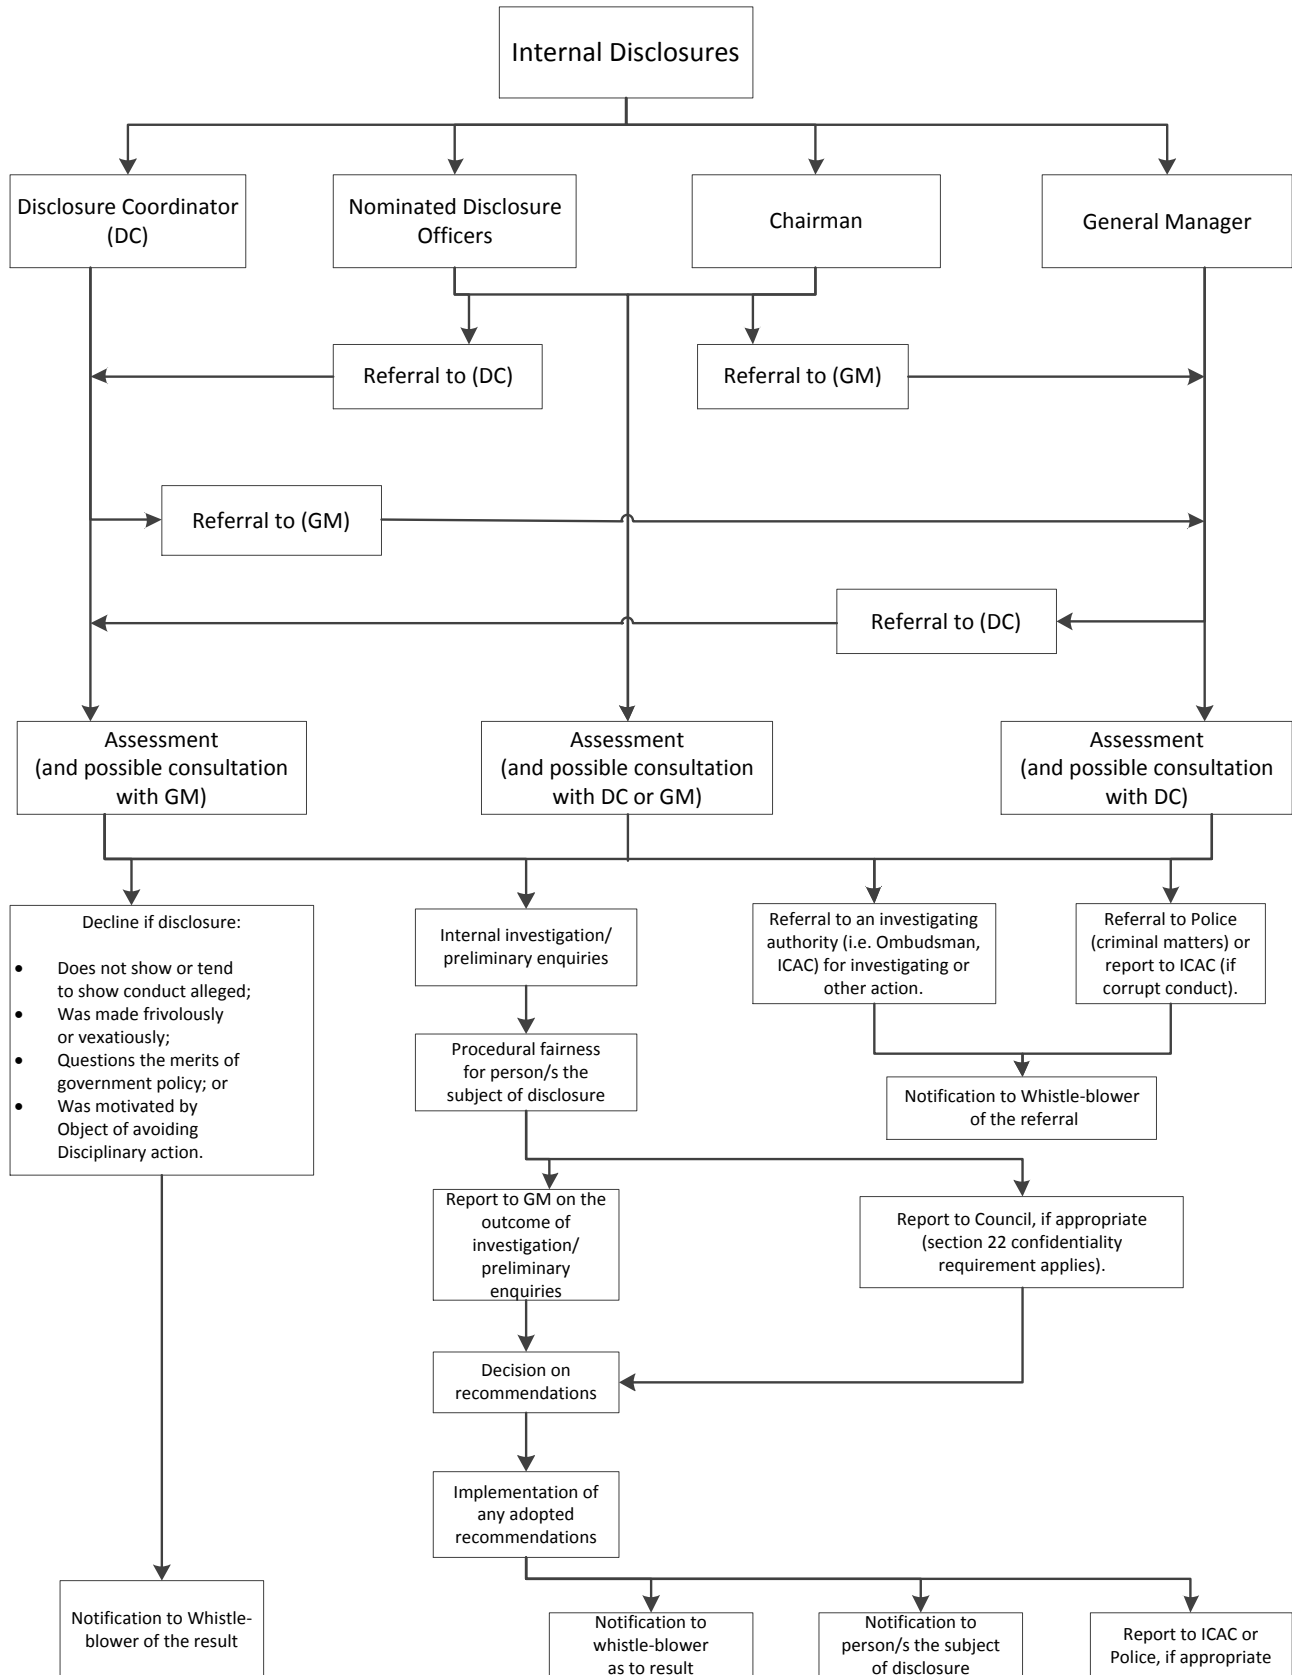 Internal Disclosures
Disclosure Coordinator
(DC)
Nominated Disclosure
Officers
Chairman
General Manager
Referral to (DC)
Referral to (GM)
Referral to (GM)
Referral to (DC)
Assessment
(and possible consultation
with GM)
Assessment
(and possible consultation
with DC or GM)
Assessment
(and possible consultation
with DC)
Decline if disclosure:
• Does not show or tend
to show conduct alleged;
• Was made frivolously
or vexatiously;
• Questions the merits of
government policy; or
• Was motivated by
Object of avoiding
Disciplinary action.
Internal investigation/
preliminary enquiries
Referral to an investigating
authority (i.e. Ombudsman,
ICAC) for investigating or
other action.
Referral to Police
(criminal matters) or
report to ICAC (if
corrupt conduct).
Procedural fairness
for person/s the
subject of disclosure
Notification to Whistle-blower
of the referral
Report to GM on the
outcome of
investigation/
preliminary
enquiries
Report to Council, if appropriate
(section 22 confidentiality
requirement applies).
Decision on
recommendations
Implementation of
any adopted
recommendations
Notification to Whistle-
blower of the result
Notification to
whistle-blower
as to result
Notification to
person/s the subject
of disclosure
Report to ICAC or
Police, if appropriate